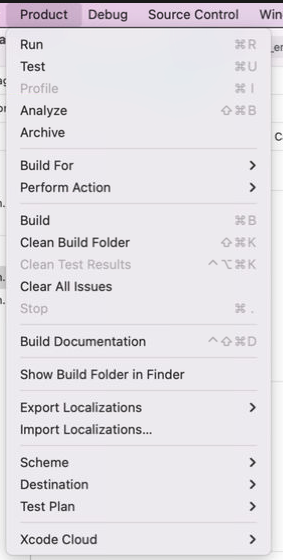 Product Debug Source Control
Run ⌘R
Test ⌘U
Profile ⌘I
Analyze ⇧⌘B
Archive
Build For >
Perform Action >
Build ⌘B
Clean Build Folder ⇧⌘K
Clean Test Results ^⌥⌘K
Clear All Issues
Stop ⌘.
Build Documentation ^⇧⌘D
Show Build Folder in Finder
Export Localizations >
Import Localizations...
Scheme >
Destination >
Test Plan >
Xcode Cloud >